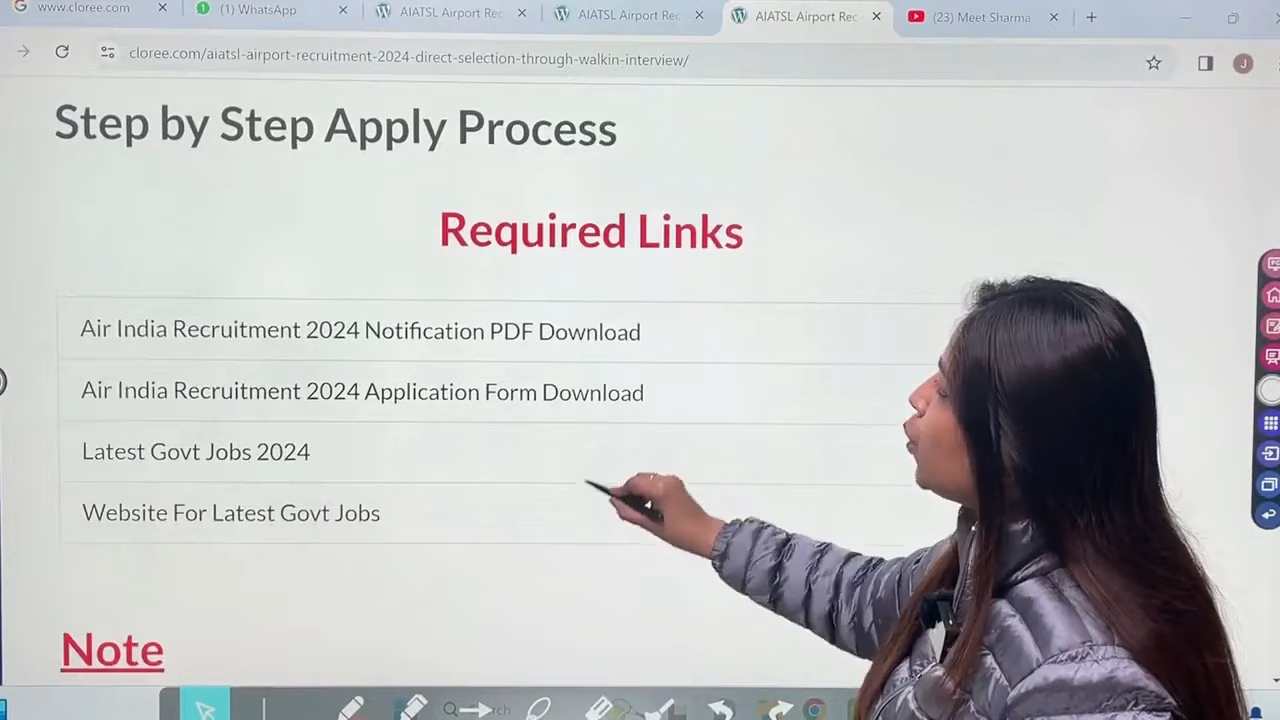 www.cloree.com
(1) WhatsApp
AIATSL Airport Rec
AIATSL Airport Rec
AIATSL Airport Rec
(23) Meet Sharma
cloree.com/aiatsl-airport-recruitment-2024-direct-selection-through-walkin-interview/
J
Step by Step Apply Process
Required Links
Air India Recruitment 2024 Notification PDF Download
Air India Recruitment 2024 Application Form Download
Latest Govt Jobs 2024
Website For Latest Govt Jobs
Note